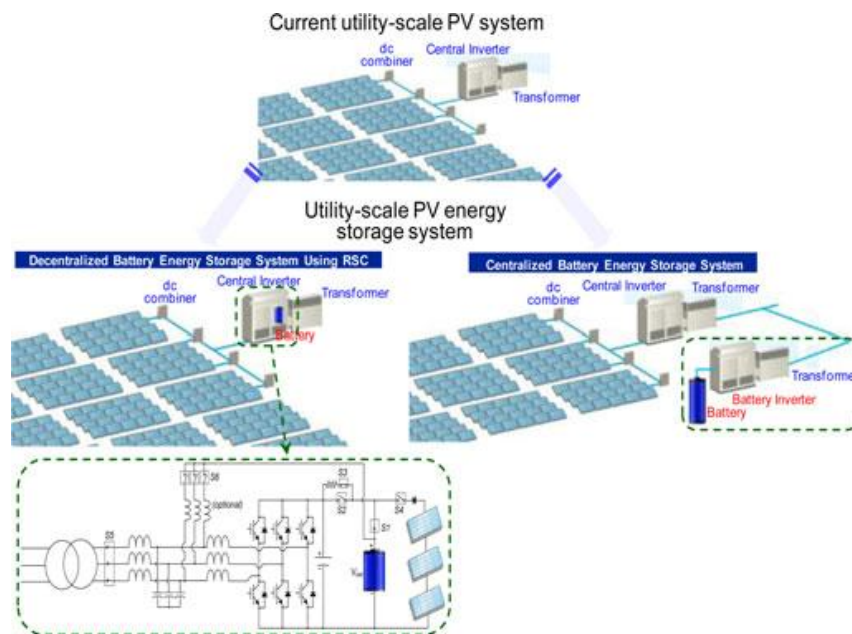 Current utility-scale PV system
dc
combiner
Central Inverter
Transformer
Utility-scale PV energy
storage system
Decentralized Battery Energy Storage System Using RSC
Central Inverter
dc
combiner
Transformer
Battery
Centralized Battery Energy Storage System
Central Inverter
Transformer
dc
combiner
Transformer
Battery Inverter
Battery
S6
(optional)